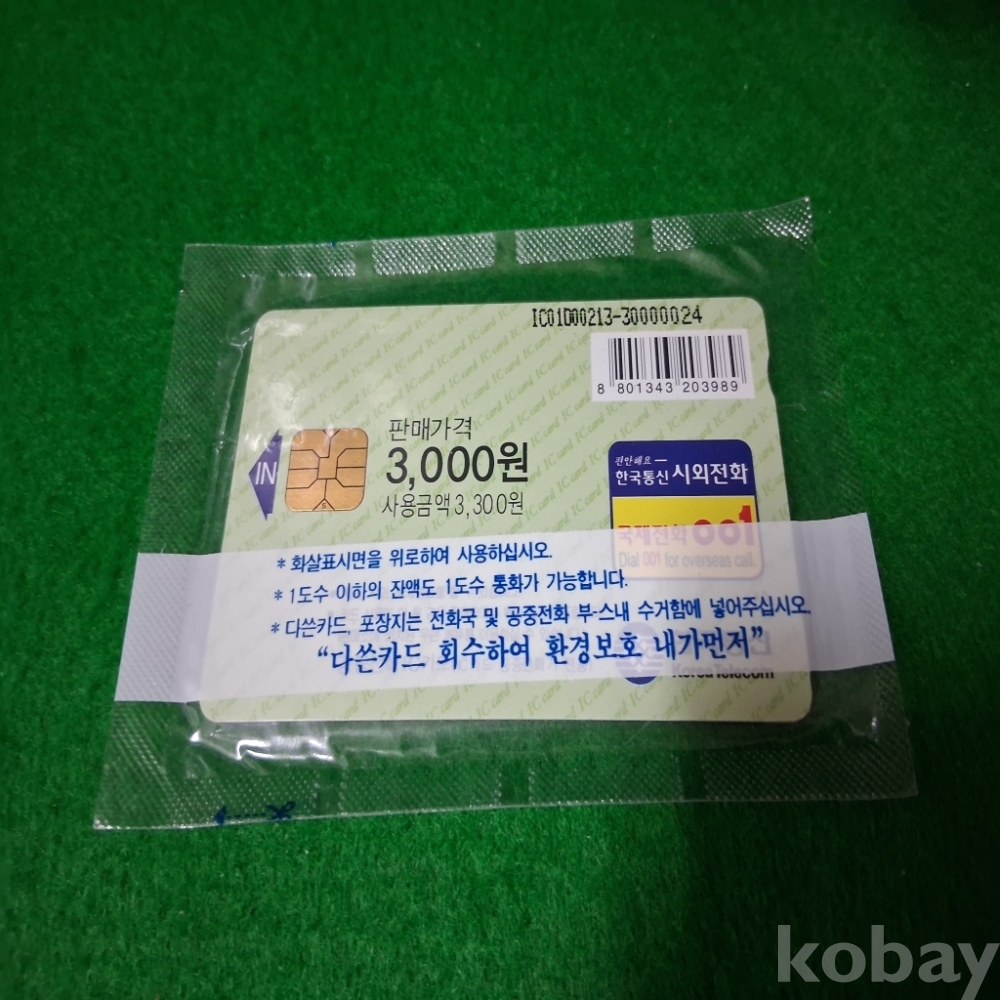 IC01D00213-30000024
8 801343 203989
판매가격
3,000원
사용금액 3,300원
IN
편안해요
한국통신 시외전화
국제전화 001
Dial 001 for overseas call.
* 화살표시면을 위로하여 사용하십시오.
* 1도수 이하의 잔액도 1도수 통화가 가능합니다.
* 다쓴카드, 포장지는 전화국 및 공중전화 부-스내 수거함에 넣어주십시오.
“다쓴카드 회수하여 환경보호 내가먼저”
Korea Telecom
kobay